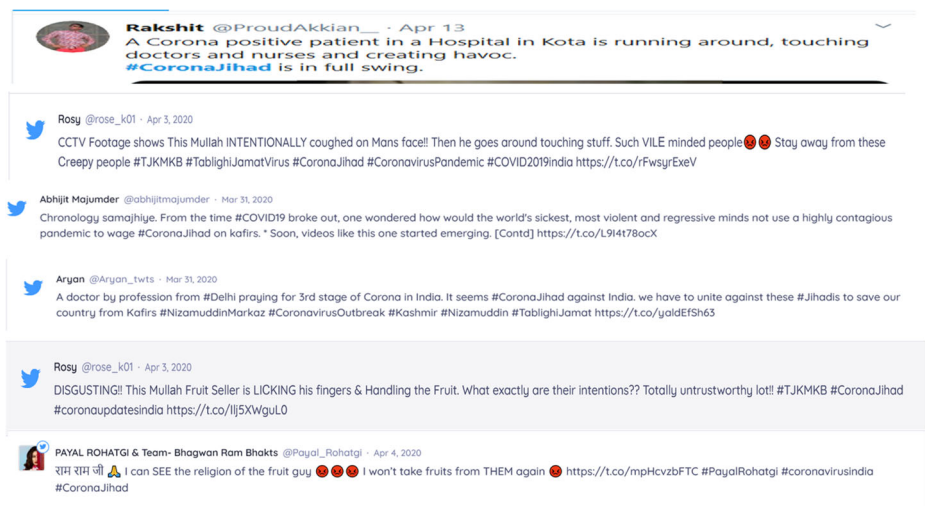 Rakshit @ProudAkkian__ · Apr 13
A Corona positive patient in a Hospital in Kota is running around, touching
doctors and nurses and creating havoc.
#CoronaJihad is in full swing.
Rosy @rose_k01 · Apr 3, 2020
CCTV Footage shows This Mullah INTENTIONALLY coughed on Mans face!! Then he goes around touching stuff. Such VILE minded people😡😡 Stay away from these
Creepy people #TJKMKB #TablighiJamatVirus #CoronaJihad #CoronavirusPandemic #COVID2019india https://t.co/rFwsyrExeV
Abhijit Majumder @abhijitmajumder · Mar 31, 2020
Chronology samajhiye. From the time #COVID19 broke out, one wondered how would the world's sickest, most violent and regressive minds not use a highly contagious
pandemic to wage #CoronaJihad on kafirs. * Soon, videos like this one started emerging. [Contd] https://t.co/L9I4t78ocX
Aryan @Aryan_twts · Mar 31, 2020
A doctor by profession from #Delhi praying for 3rd stage of Corona in India. It seems #CoronaJihad against India. we have to unite against these #Jihadis to save our
country from Kafirs #NizamuddinMarkaz #CoronavirusOutbreak #Kashmir #Nizamuddin #TablighiJamat https://t.co/yaldEfSh63
Rosy @rose_k01 · Apr 3, 2020
DISGUSTING!! This Mullah Fruit Seller is LICKING his fingers & Handling the Fruit. What exactly are their intentions?? Totally untrustworthy lot!! #TJKMKB #CoronaJihad
#coronaupdatesindia https://t.co/Ilj5XWguL0
PAYAL ROHATGI & Team- Bhagwan Ram Bhakts @Payal_Rohatgi · Apr 4, 2020
राम राम जी 🙏 I can SEE the religion of the fruit guy 😡😡😡 I won't take fruits from THEM again 😡 https://t.co/mpHcvzbFTC #PayalRohatgi #coronavirusindia
#CoronaJihad